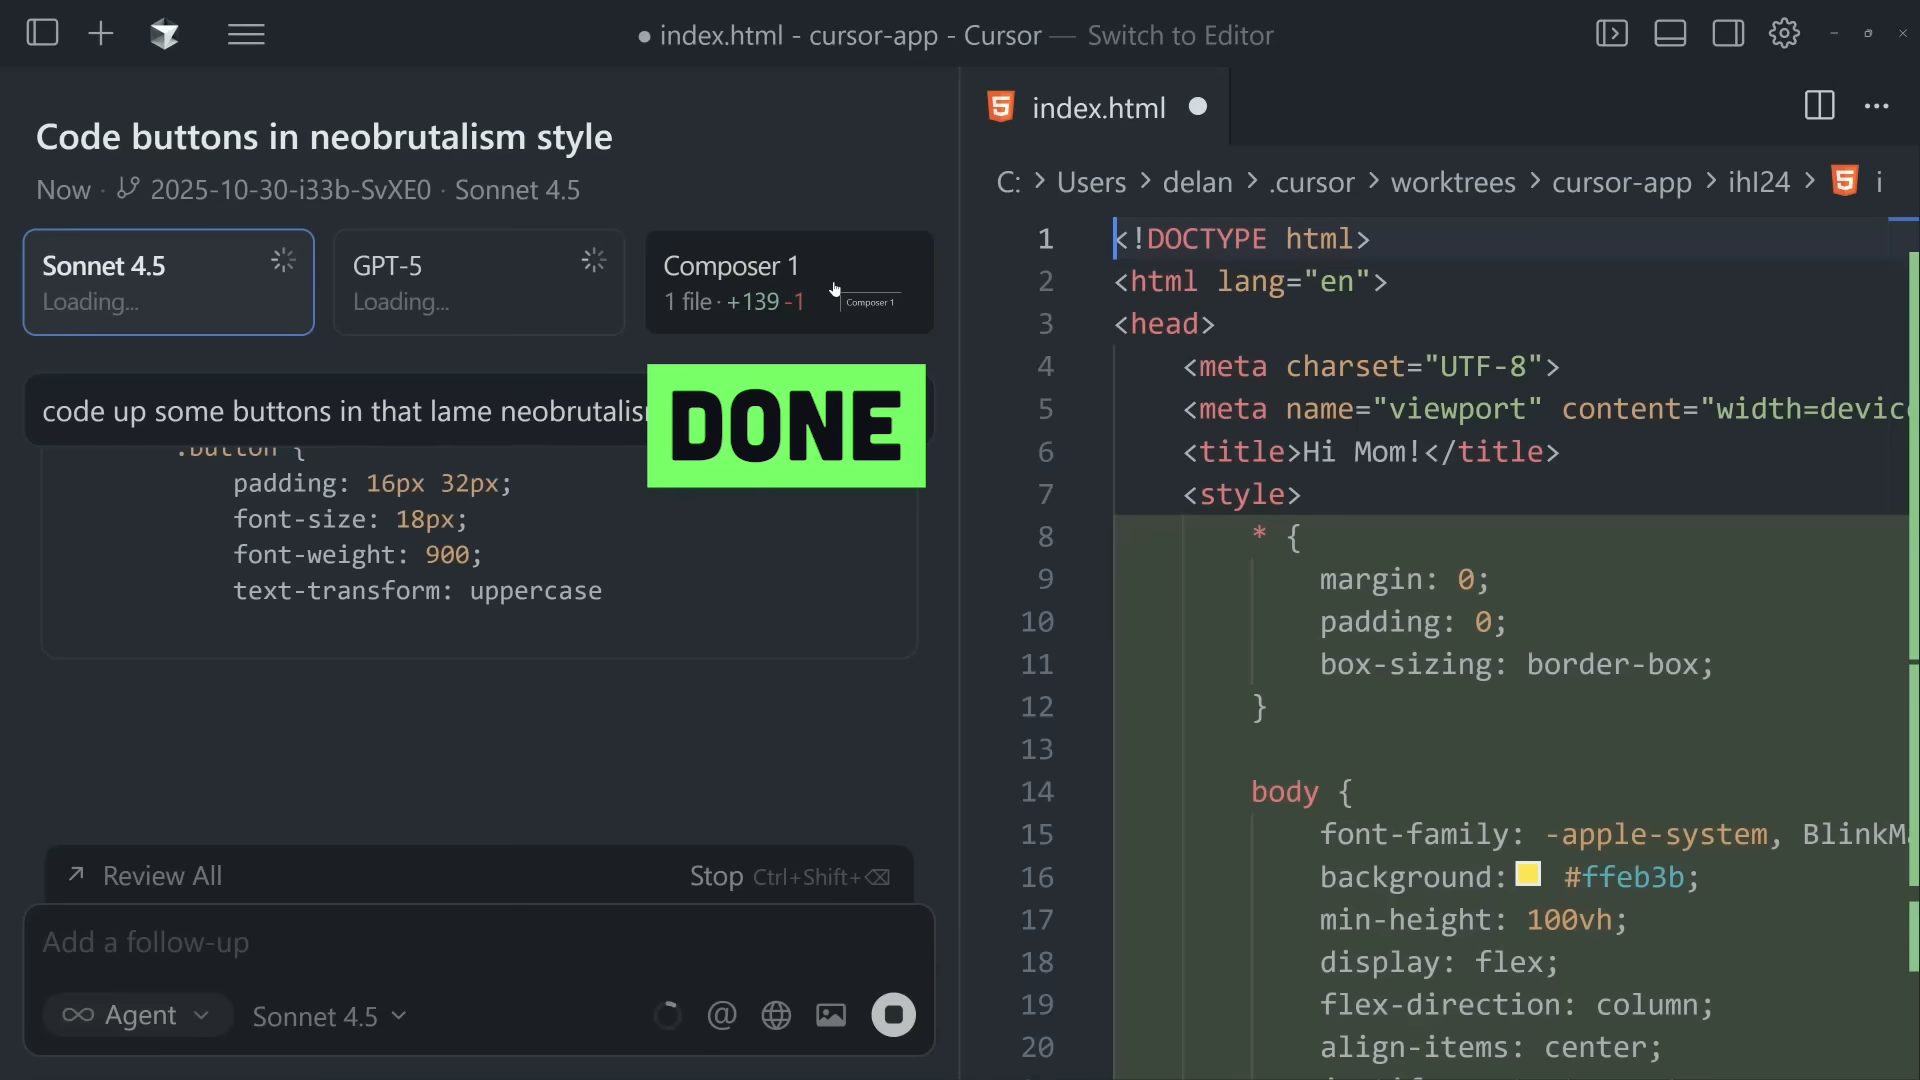 index.html - cursor-app - Cursor — Switch to Editor
Code buttons in neobrutalism style
Now · 2025-10-30-i33b-SvXE0 · Sonnet 4.5
Sonnet 4.5
Loading...
GPT-5
Loading...
Composer 1
1 file · +139 -1
Composer 1
code up some buttons in that lame neobrutalis
DONE
.button {
padding: 16px 32px;
font-size: 18px;
font-weight: 900;
text-transform: uppercase
Review All
Stop Ctrl+Shift+⌫
Add a follow-up
Agent
Sonnet 4.5
index.html
C: > Users > delan > .cursor > worktrees > cursor-app > ihI24 > i
1 <!DOCTYPE html>
2 <html lang="en">
3 <head>
4 <meta charset="UTF-8">
5 <meta name="viewport" content="width=devic
6 <title>Hi Mom!</title>
7 <style>
8 * {
9 margin: 0;
10 padding: 0;
11 box-sizing: border-box;
12 }
13
14 body {
15 font-family: -apple-system, BlinkM
16 background: #ffeb3b;
17 min-height: 100vh;
18 display: flex;
19 flex-direction: column;
20 align-items: center;